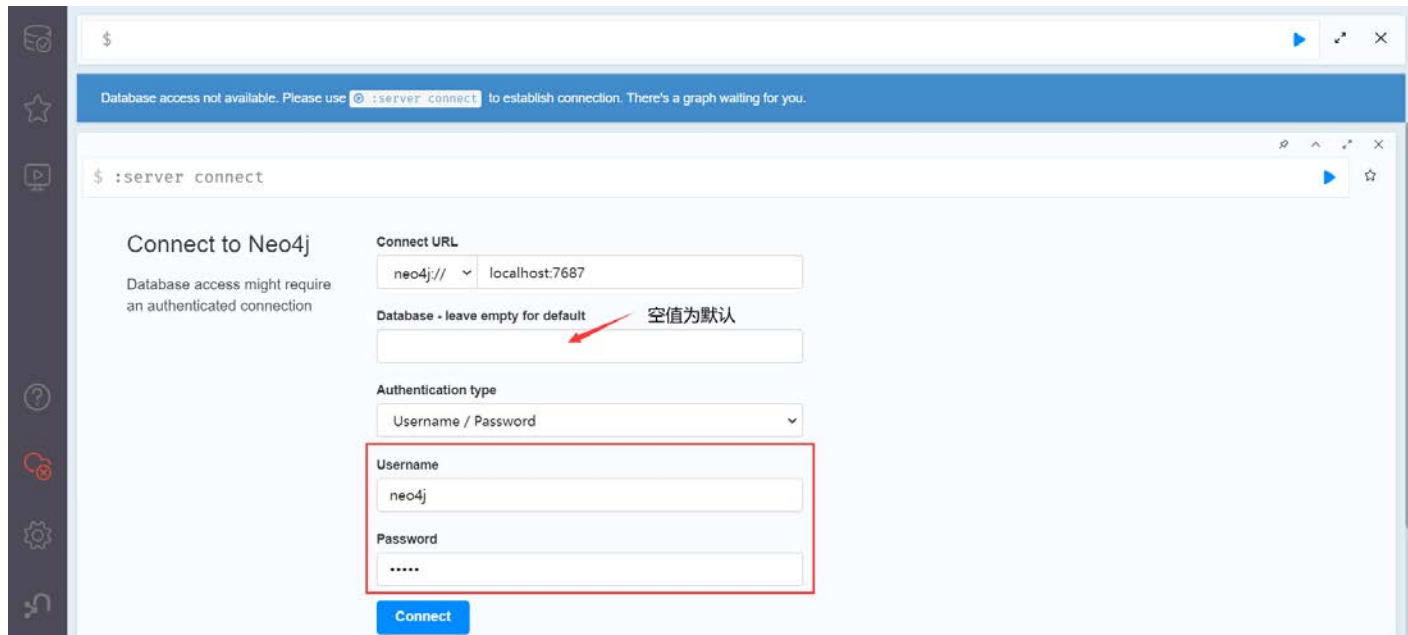 $
Database access not available. Please use :server connect to establish connection. There's a graph waiting for you.
$ :server connect
Connect to Neo4j
Database access might require
an authenticated connection
Connect URL
neo4j:// localhost:7687
Database - leave empty for default 空值为默认
Authentication type
Username / Password
Username
neo4j
Password
•••••
Connect